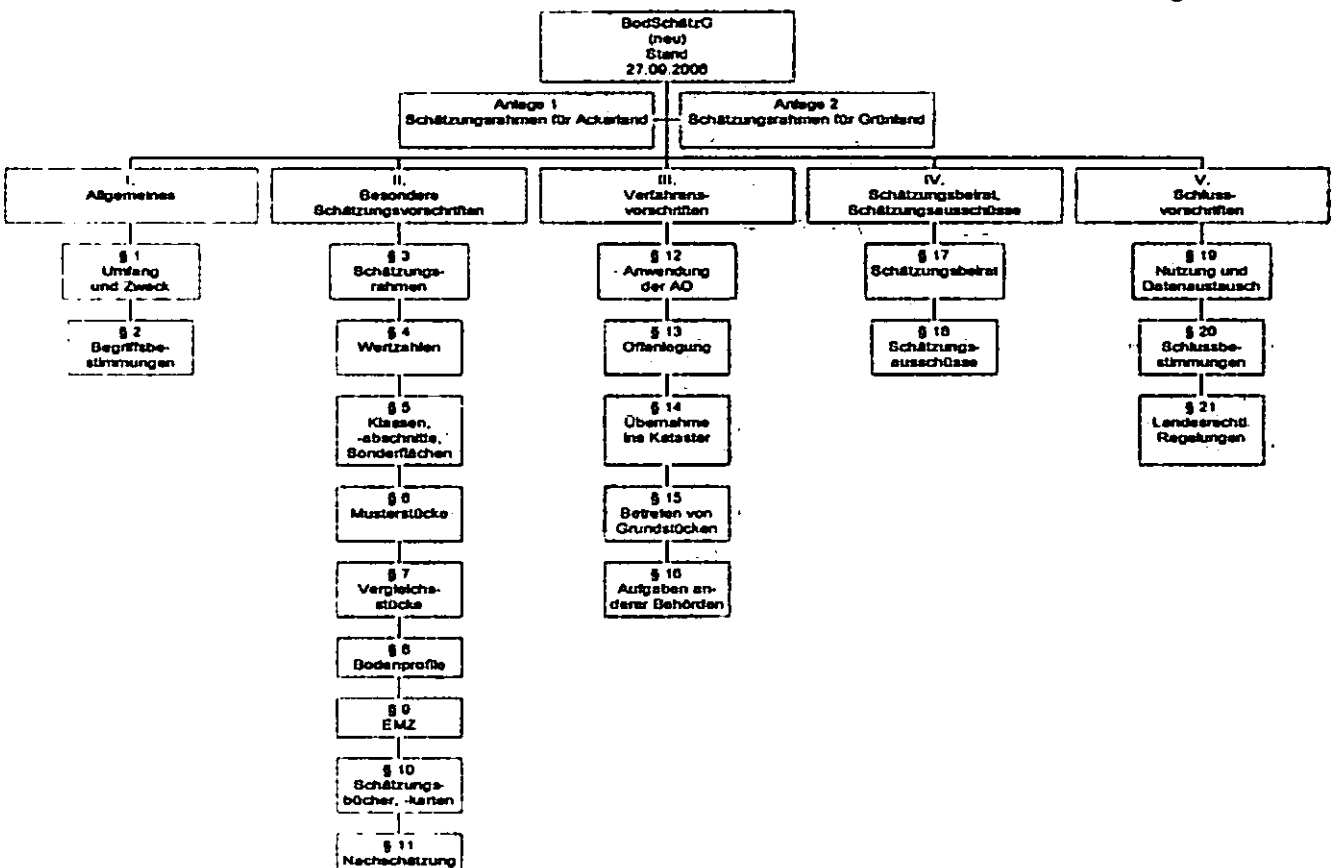 BodSchätzG
(neu)
Stand
27.09.2006
Anlage 1
Schätzungsrahmen für Ackerland
Anlage 2
Schätzungsrahmen für Grünland
I.
Allgemeines
II.
Besondere
Schätzungsvorschriften
III.
Verfahrens-
vorschriften
IV.
Schätzungsbeirat,
Schätzungsausschüsse
V.
Schluss-
vorschriften
§ 1
Umfang
und Zweck
§ 2
Begriffsbe-
stimmungen
§ 3
Schätzungs-
rahmen
§ 4
Wertzahlen
§ 5
Klassen,
-abschnitte,
Sonderflächen
§ 6
Musterstücke
§ 7
Vergleichs-
stücke
§ 8
Bodenprofile
§ 9
EMZ
§ 10
Schätzungs-
bücher, -karten
§ 11
Nachschätzung
§ 12
Anwendung
der AO
§ 13
Offenlegung
§ 14
Übernahme
ins Kataster
§ 15
Betreten von
Grundstücken
§ 16
Aufgaben an-
derer Behörden
§ 17
Schätzungsbeirat
§ 18
Schätzungs-
ausschüsse
§ 19
Nutzung und
Datenaustausch
§ 20
Schlussbe-
stimmungen
§ 21
Landesrechtl.
Regelungen